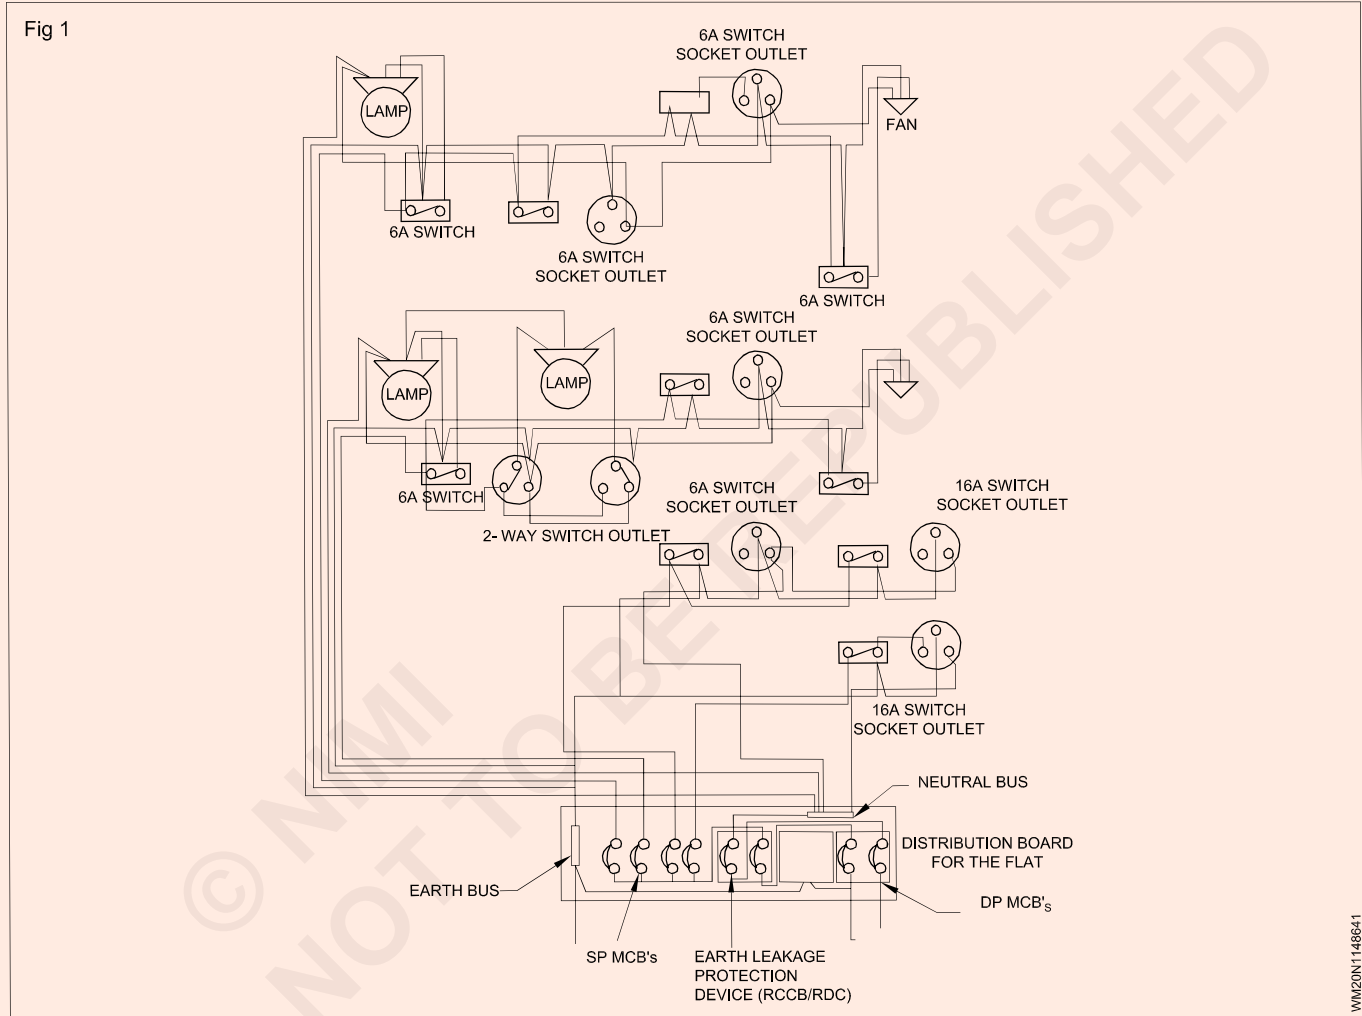 Fig 1
6A SWITCH
SOCKET OUTLET
LAMP
FAN
6A SWITCH
6A SWITCH
SOCKET OUTLET
6A SWITCH
6A SWITCH
SOCKET OUTLET
LAMP
LAMP
6A SWITCH
2- WAY SWITCH OUTLET
6A SWITCH
SOCKET OUTLET
16A SWITCH
SOCKET OUTLET
16A SWITCH
SOCKET OUTLET
NEUTRAL BUS
DISTRIBUTION BOARD
FOR THE FLAT
EARTH BUS
DP MCB's
SP MCB's
EARTH LEAKAGE
PROTECTION
DEVICE (RCCB/RDC)
WM20N1148641
© NIMI
NOT TO BE REPUBLISHED